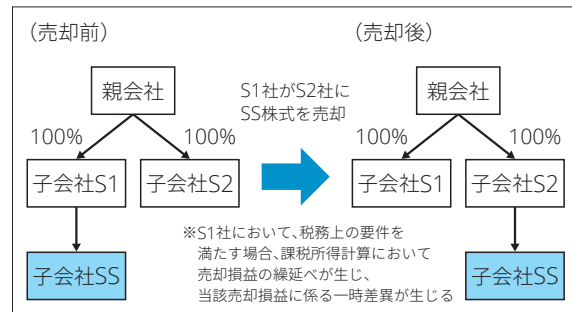 （売却前）
親会社
100%
100%
子会社S1
子会社S2
子会社SS
S1社がS2社に
SS株式を売却
（売却後）
親会社
100%
100%
子会社S1
子会社S2
子会社SS
※S1社において、税務上の要件を
満たす場合、課税所得計算において
売却損益の繰延べが生じ、
当該売却損益に係る一時差異が生じる